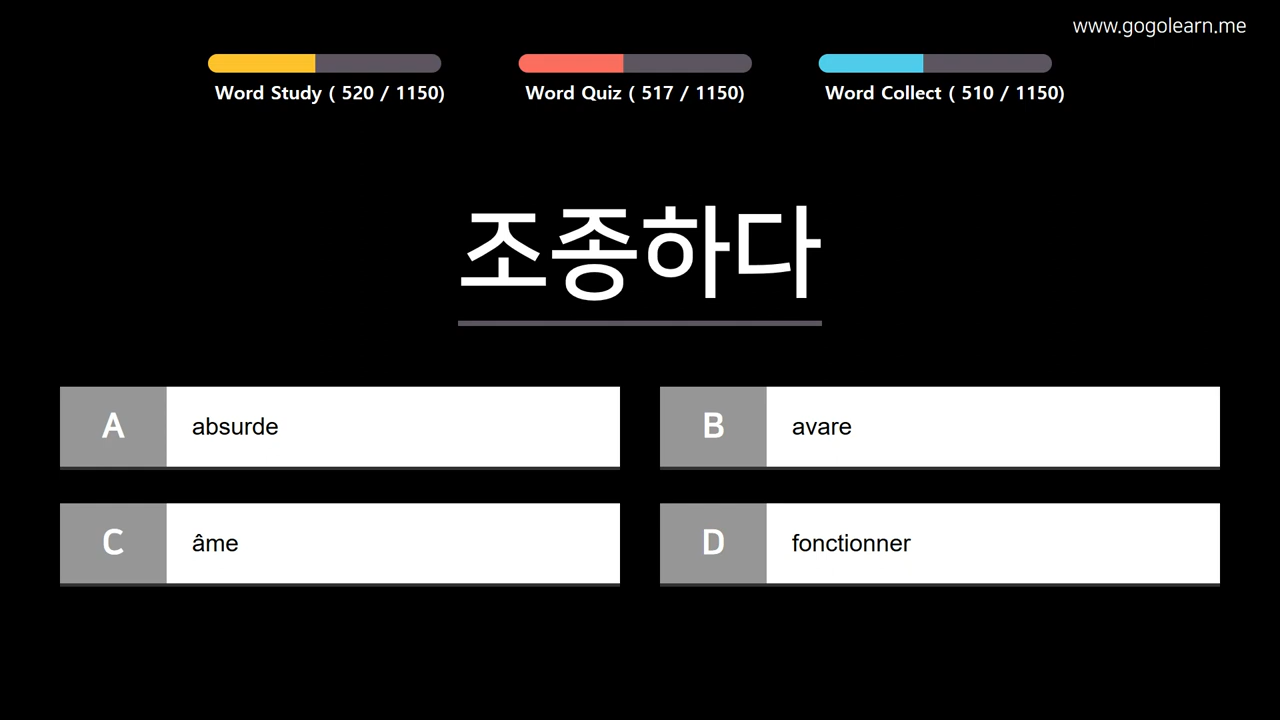 www.gogolearn.me
Word Study ( 520 / 1150)
Word Quiz ( 517 / 1150)
Word Collect ( 510 / 1150)
조종하다
A absurde
B avare
C âme
D fonctionner